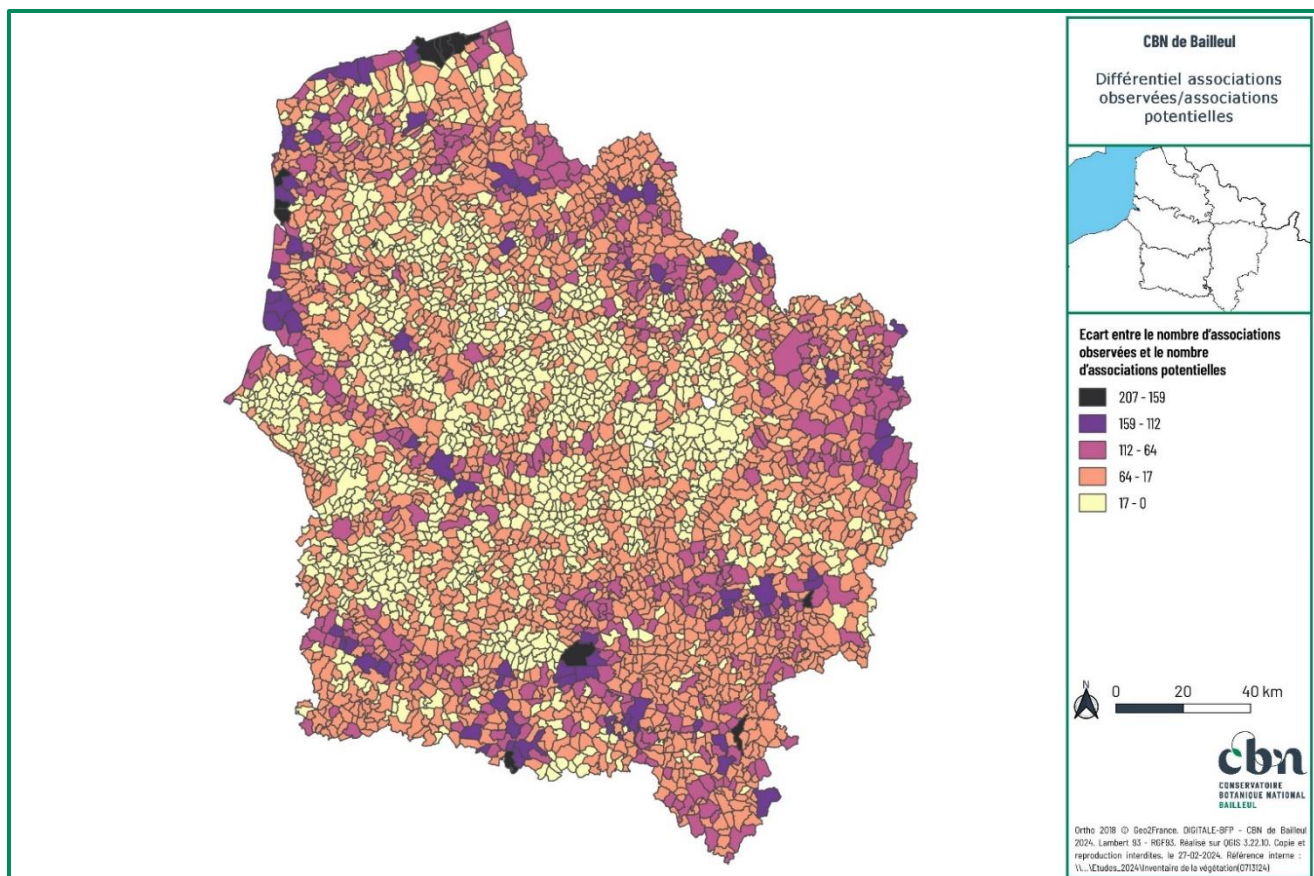 CBN de Bailleul
Différentiel associations
observées/associations
potentielles
Ecart entre le nombre d'associations
observées et le nombre
d'associations potentielles
207 - 159
159 - 112
112 - 64
64 - 17
17 - 0
N
0 20 40 km
cbn
CONSERVATOIRE
BOTANIQUE NATIONAL
BAILLEUL
Ortho 2018 © Geo2France. DIGITALE-BFP - CBN de Bailleul
2024. Lambert 93 - RGF93. Réalisé sur QGIS 3.22.10. Copie et
reproduction interdites, le 27-02-2024. Référence interne :
\\...\Etudes_2024\Inventaire de la végétation(0713124)